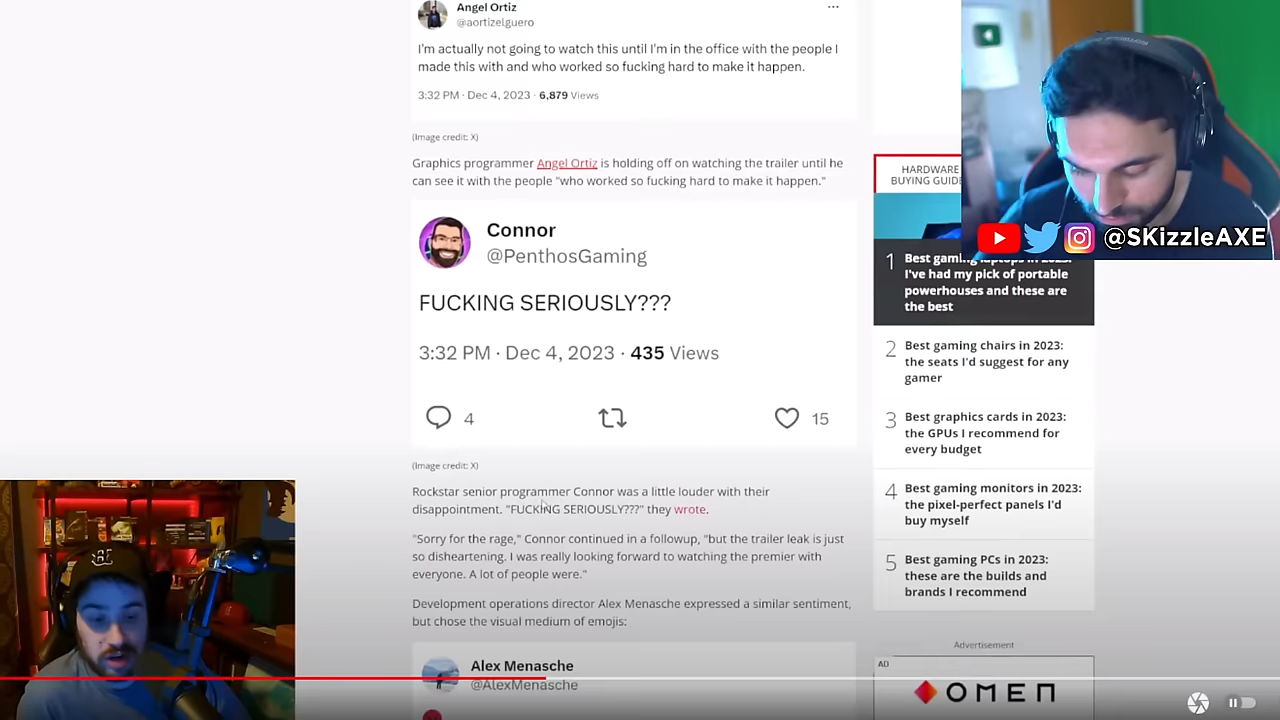 Angel Ortiz
@aortizelguero
I'm actually not going to watch this until I'm in the office with the people I
made this with and who worked so fucking hard to make it happen.
3:32 PM · Dec 4, 2023 · 6,879 Views
(Image credit: X)
Graphics programmer Angel Ortiz is holding off on watching the trailer until he
can see it with the people "who worked so fucking hard to make it happen."
Connor
@PenthosGaming
FUCKING SERIOUSLY???
3:32 PM · Dec 4, 2023 · 435 Views
4
15
(Image credit: X)
Rockstar senior programmer Connor was a little louder with their
disappointment. "FUCKING SERIOUSLY???" they wrote.
"Sorry for the rage," Connor continued in a followup, "but the trailer leak is just
so disheartening. I was really looking forward to watching the premier with
everyone. A lot of people were."
Development operations director Alex Menasche expressed a similar sentiment,
but chose the visual medium of emojis:
Alex Menasche
@AlexMenasche
@SKizzleAXE
HARDWARE
BUYING GUIDE
1
Best gaming laptops in 2023:
I've had my pick of portable
powerhouses and these are
the best
2
Best gaming chairs in 2023:
the seats I'd suggest for any
gamer
3
Best graphics cards in 2023:
the GPUs I recommend for
every budget
4
Best gaming monitors in 2023:
the pixel-perfect panels I'd
buy myself
5
Best gaming PCs in 2023:
these are the builds and
brands I recommend
Advertisement
AD
OMEN